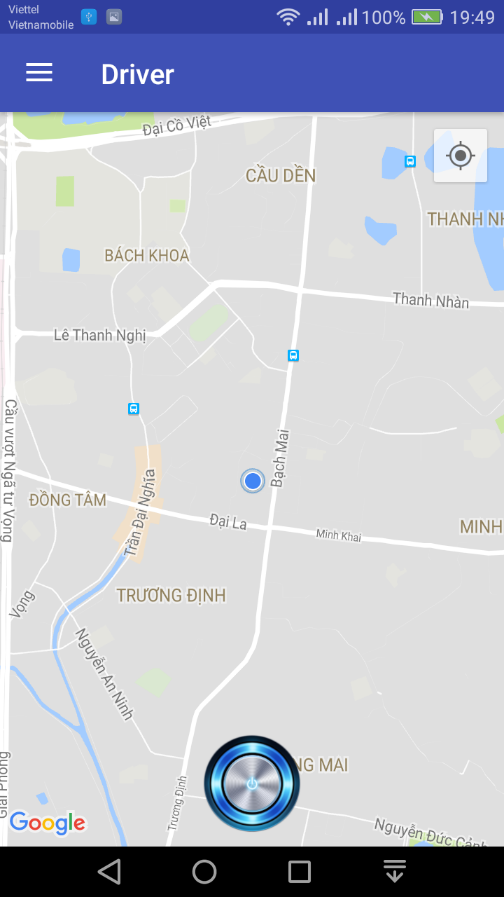 Viettel
Vietnamobile
100%
19:49
Driver
Đại Cồ Việt
CẦU DỀN
THANH NH
BÁCH KHOA
Thanh Nhàn
Lê Thanh Nghị
Cầu vượt Ngã tư Vọng
Bạch Mai
Trần Đại Nghĩa
ĐỒNG TÂM
Đại La
Minh Khai
MINH
Vọng
TRƯƠNG ĐỊNH
Nguyễn An Ninh
NG MAI
Giải Phóng
Trương Định
Google
Nguyễn Đức Cảnh